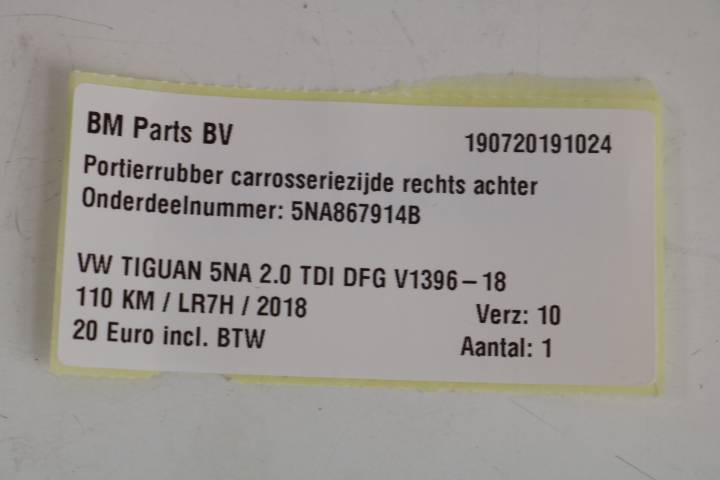 BM Parts BV 190720191024
Portierrubber carrosseriezijde rechts achter
Onderdeelnummer: 5NA867914B
VW TIGUAN 5NA 2.0 TDI DFG V1396-18
110 KM / LR7H / 2018 Verz: 10
20 Euro incl. BTW Aantal: 1